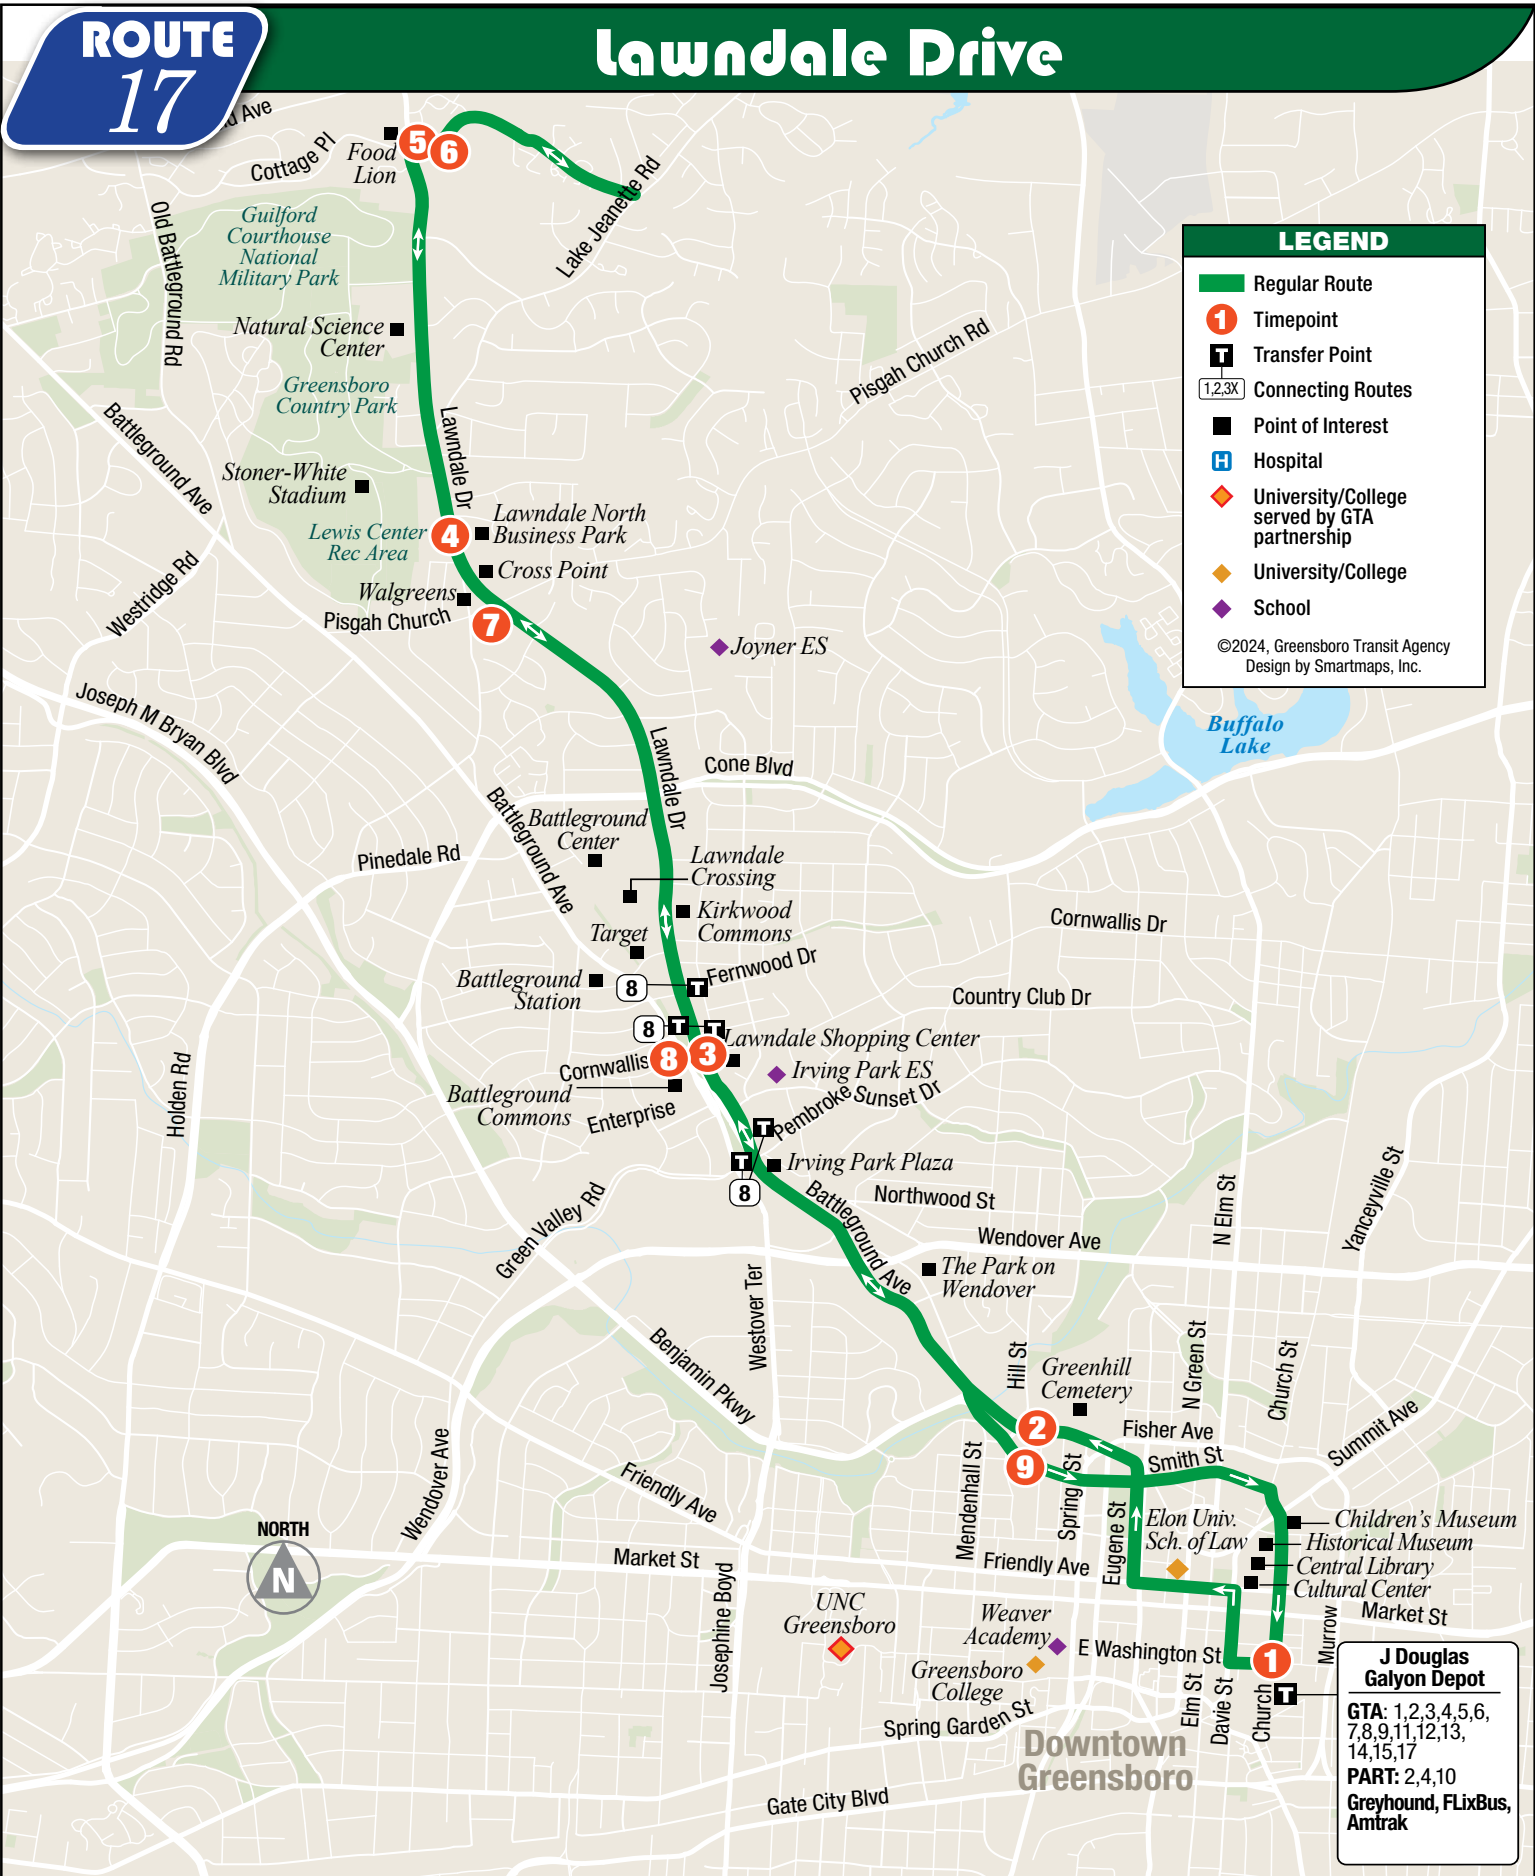 ROUTE
17
Lawndale Drive
Cottage Pl
Food
Lion
5
6
Lake Jeanette Rd
Old Battleground Rd
Guilford
Courthouse
National
Military Park
Natural Science
Center
Greensboro
Country Park
Pisgah Church Rd
Battleground Ave
Lawndale Dr
Stoner-White
Stadium
Lewis Center
Rec Area
4
Lawndale North
Business Park
Cross Point
Westridge Rd
Walgreens
Pisgah Church
7
Joyner ES
LEGEND
Regular Route
1
Timepoint
T
Transfer Point
1,2,3X
Connecting Routes
Point of Interest
H
Hospital
University/College
served by GTA
partnership
University/College
School
©2024, Greensboro Transit Agency
Design by Smartmaps, Inc.
Joseph M Bryan Blvd
Buffalo
Lake
Lawndale Dr
Cone Blvd
Battleground Ave
Battleground
Center
Pinedale Rd
Lawndale
Crossing
Kirkwood
Commons
Cornwallis Dr
Target
Fernwood Dr
Battleground
Station
8
T
Country Club Dr
8
T
T
Lawndale Shopping Center
Cornwallis
8
3
Irving Park ES
Battleground
Commons
Enterprise
Pembroke
Sunset Dr
Holden Rd
T
T
Irving Park Plaza
8
Battleground Ave
Northwood St
Green Valley Rd
N Elm St
Yanceyville St
Wendover Ave
The Park on
Wendover
Westover Ter
Benjamin Pkwy
Hill St
Greenhill
Cemetery
N Green St
Church St
2
Fisher Ave
Summit Ave
Wendover Ave
Mendenhall St
9
Spring St
Smith St
Friendly Ave
Eugene St
Elon Univ.
Sch. of Law
Children's Museum
Historical Museum
Central Library
Cultural Center
NORTH
N
Market St
Friendly Ave
Market St
Josephine Boyd
UNC
Greensboro
Weaver
Academy
E Washington St
1
Murrow
Greensboro
College
Elm St
Davie St
Church
T
Spring Garden St
Downtown
Greensboro
Gate City Blvd
J Douglas
Galyon Depot
GTA: 1,2,3,4,5,6,
7,8,9,11,12,13,
14,15,17
PART: 2,4,10
Greyhound, FLixBus,
Amtrak